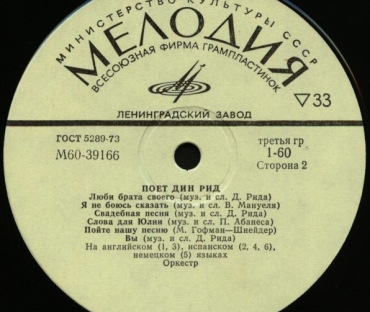 МИНИСТЕРСТВО КУЛЬТУРЫ СССР
МЕЛОДИЯ
ВСЕСОЮЗНАЯ ФИРМА ГРАМПЛАСТИНОК
▽33
ЛЕНИНГРАДСКИЙ ЗАВОД
ГОСТ 5289-73
М60-39166
третья гр
1-60
Сторона 2
ПОЕТ ДИН РИД
Люби брата своего (муз. и сл. Д. Рида)
Я не боюсь сказать (муз. и сл. В. Мануеля)
Свадебная песня (муз. и сл. Д. Рида)
Слова для Юлии (муз. и сл. П. Абанеса)
Пойте нашу песню (М. Гофман—Шнейдер)
Вы (муз. и сл. Д. Рида)
На английском (1, 3), испанском (2, 4, 6),
немецком (5) языках
Оркестр